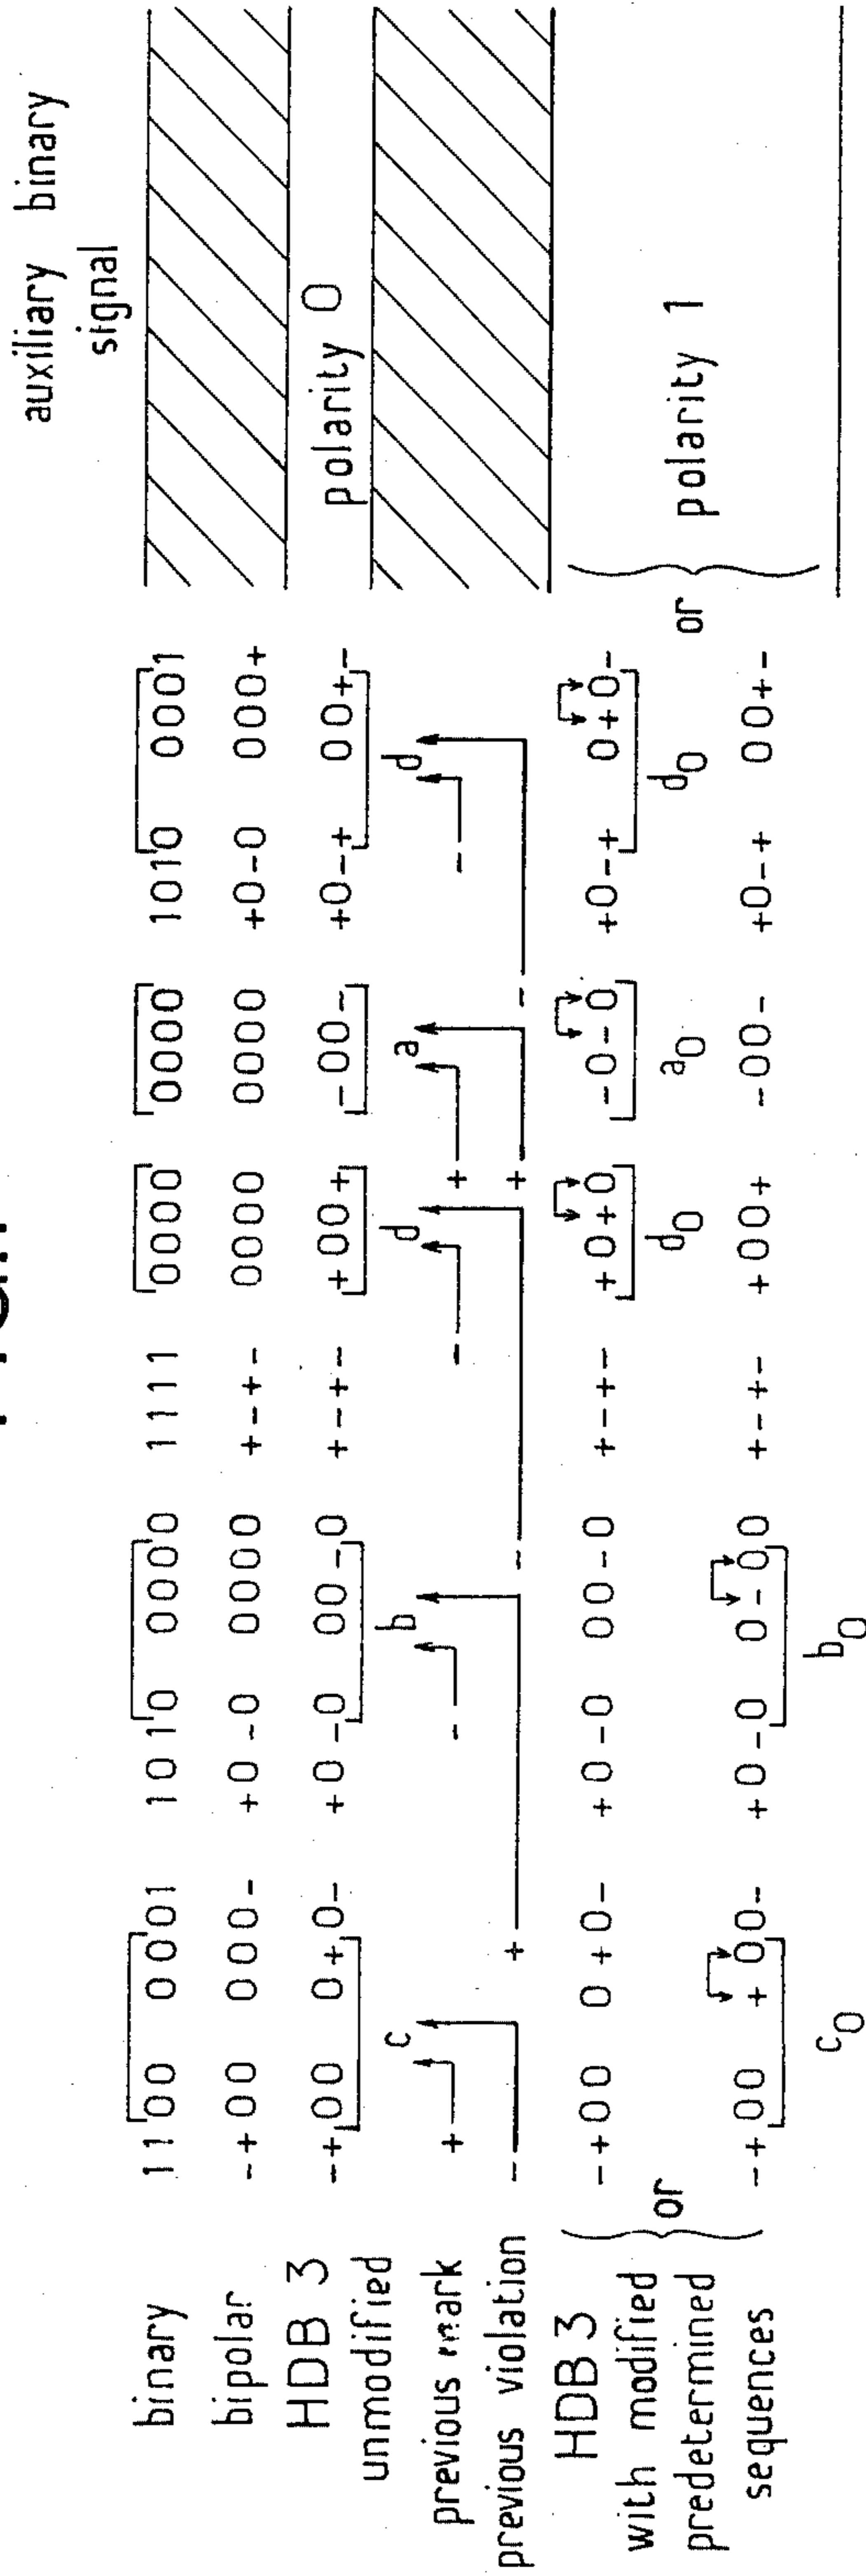 auxiliary binary
signal
binary 1100 0001 1010 0000 1111 0000 0000 1010 0001
bipolar -+00 000- +0-0 0000 +-+- 0000 0000 +0-0 000+
HDB 3 -+00 0+0- +0-0 00-0 +-+- +00+ -00- +0-+ 00+- polarity 0
unmodified
c b d a d
previous mark + - - + -
previous violation - + - + -
HDB 3 -+00 0+0- +0-0 00-0 +-+- +0+0 -0-0 +0-+ 0+0-
with modified
d0 a0 d0
or or polarity 1
predetermined
sequences -+00 +00- +0-0 0-00 +-+- +00+ -00- +0-+ 00+-
c0 b0